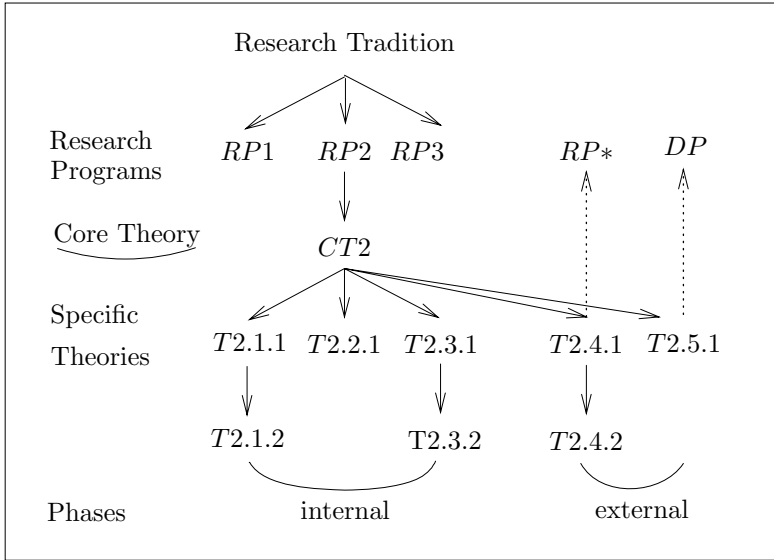 Research Tradition
Research
Programs
RP1 RP2 RP3 RP* DP
Core Theory
CT2
Specific
Theories
T2.1.1 T2.2.1 T2.3.1 T2.4.1 T2.5.1
T2.1.2 T2.3.2 T2.4.2
Phases internal external